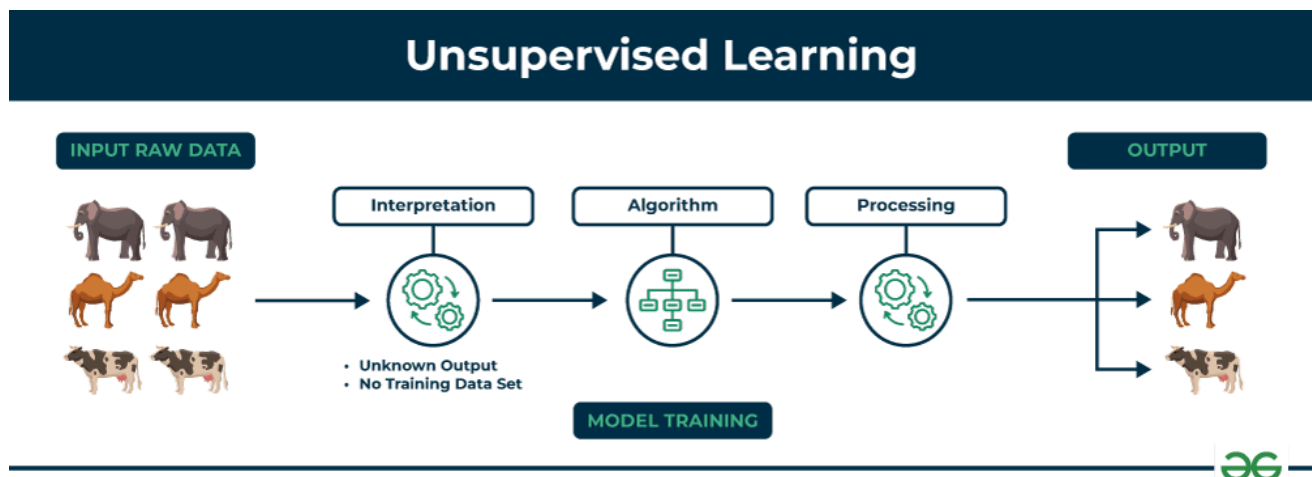 Unsupervised Learning
INPUT RAW DATA
OUTPUT
Interpretation
Algorithm
Processing
• Unknown Output
• No Training Data Set
MODEL TRAINING